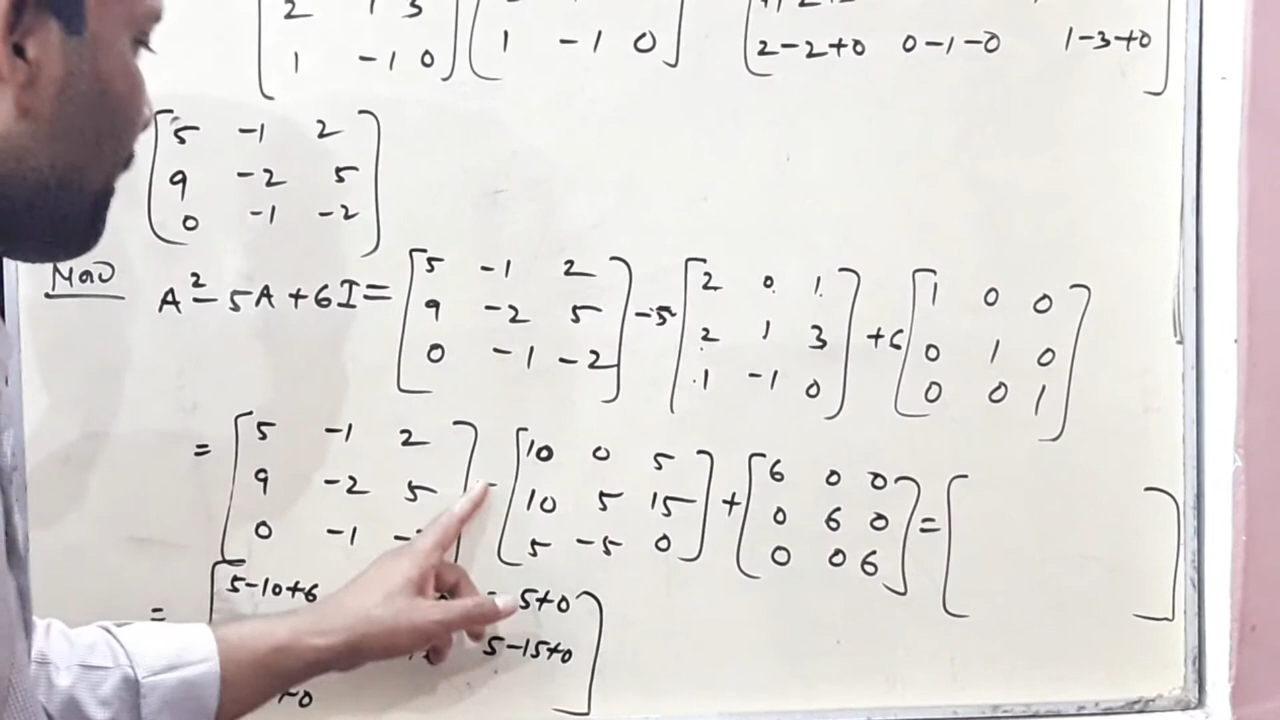 2 1 3
1 -1 0 1 -1 0 2-2+0 0-1-0 1-3+0
5 -1 2
9 -2 5
0 -1 -2
Now A²-5A+6I= 5 -1 2 -5 2 0 1 +6 1 0 0
9 -2 5 2 1 3 0 1 0
0 -1 -2 1 -1 0 0 0 1
= 5 -1 2 - 10 0 5 + 6 0 0 =
9 -2 5 10 5 15 0 6 0
0 -1 5 -5 0 0 0 6
= 5-10+6 5+0
5-15+0